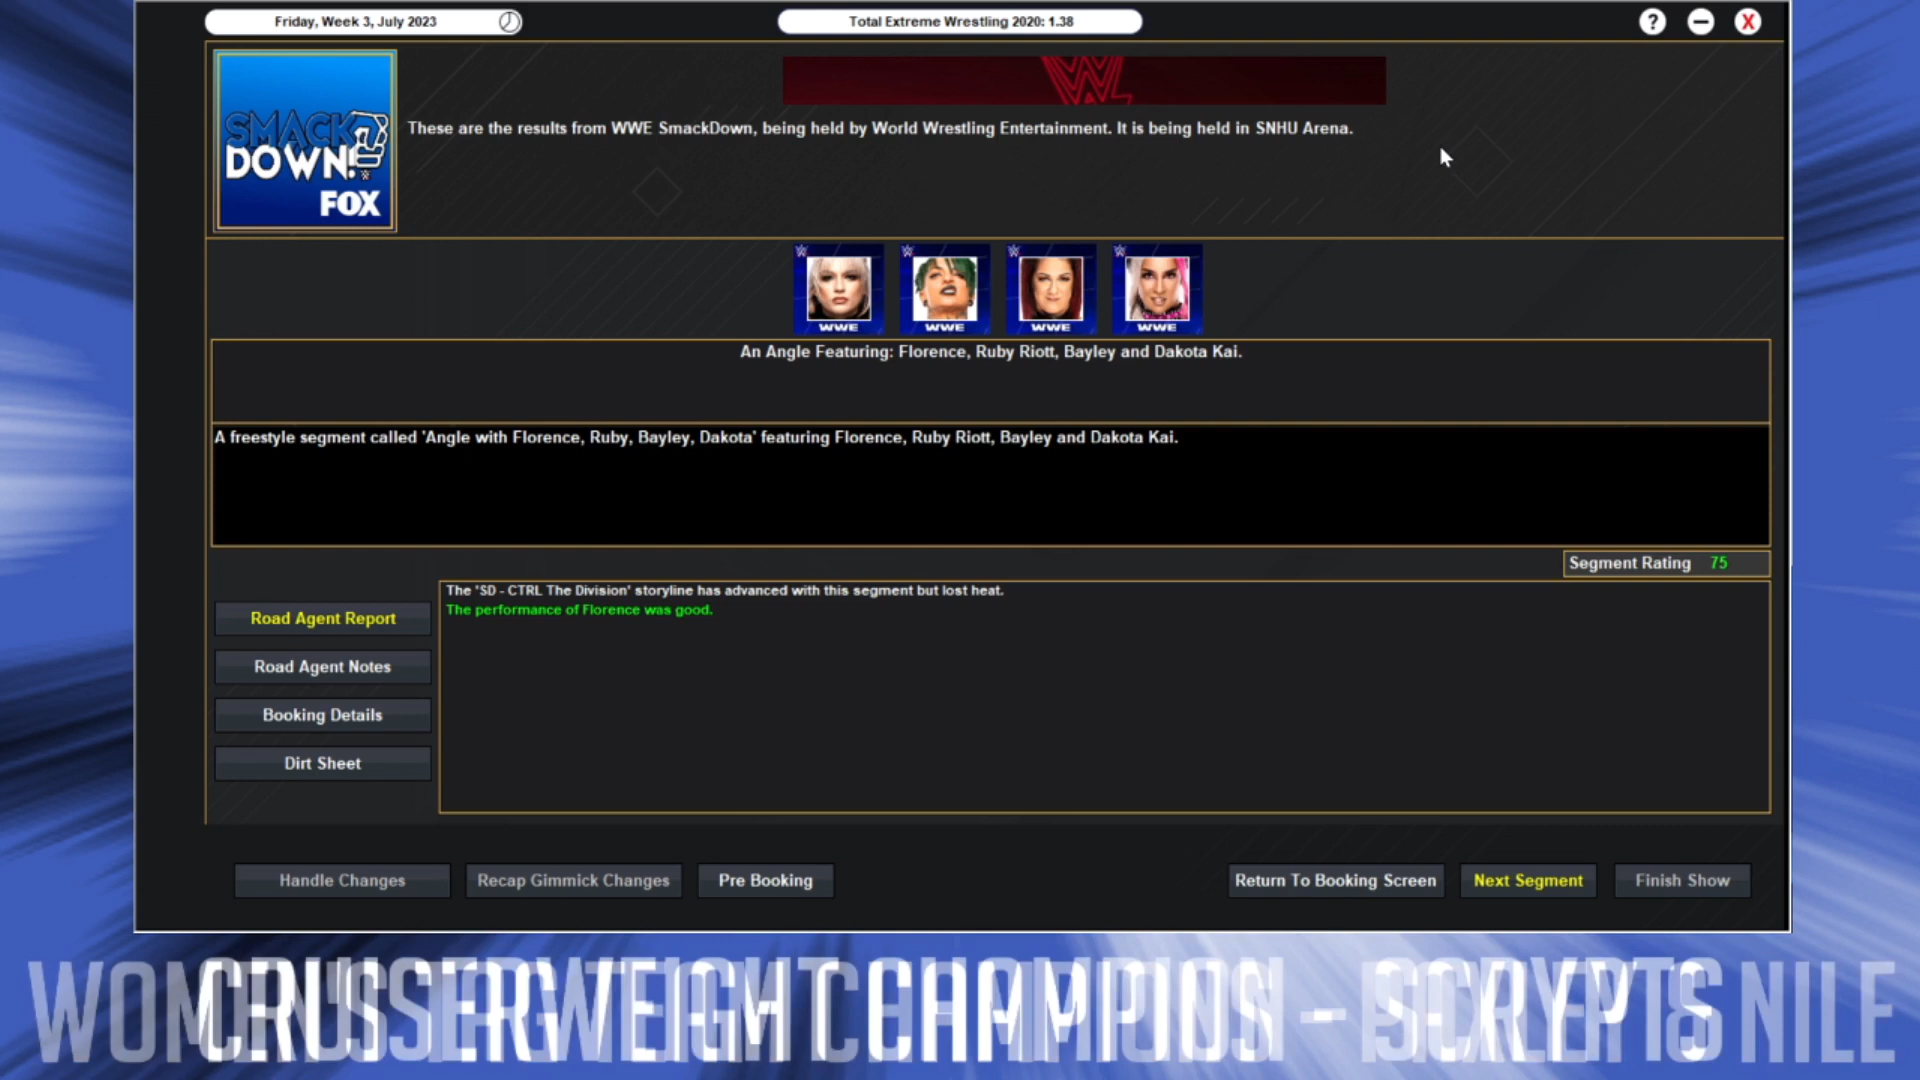 Friday, Week 3, July 2023
Total Extreme Wrestling 2020: 1.38
?
X
SMACK
DOWN!
FOX
These are the results from WWE SmackDown, being held by World Wrestling Entertainment. It is being held in SNHU Arena.
WWE WWE WWE WWE
An Angle Featuring: Florence, Ruby Riott, Bayley and Dakota Kai.
A freestyle segment called 'Angle with Florence, Ruby, Bayley, Dakota' featuring Florence, Ruby Riott, Bayley and Dakota Kai.
Segment Rating 75
The 'SD - CTRL The Division' storyline has advanced with this segment but lost heat.
The performance of Florence was good.
Road Agent Report
Road Agent Notes
Booking Details
Dirt Sheet
Handle Changes
Recap Gimmick Changes
Pre Booking
Return To Booking Screen
Next Segment
Finish Show
CRUISERWEIGHT CHAMPION - SCRYPTS
NILE